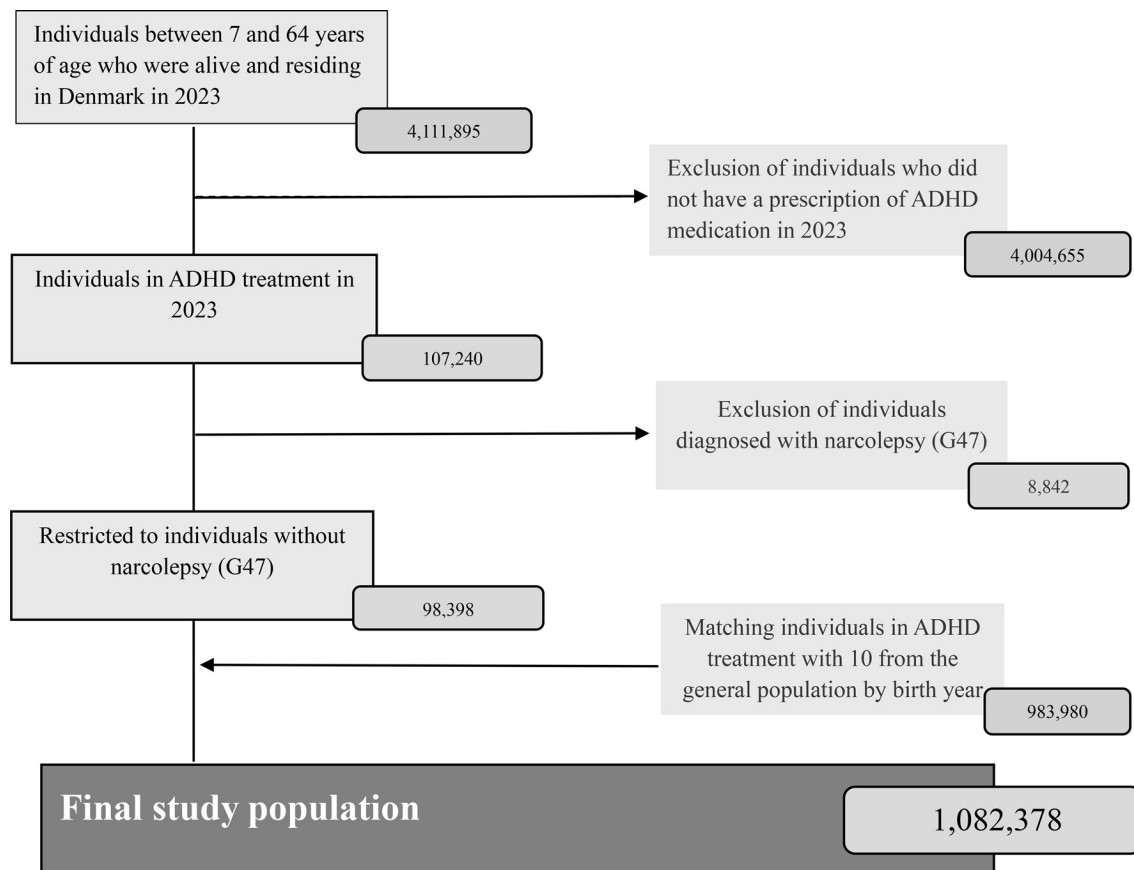 Individuals between 7 and 64 years
of age who were alive and residing
in Denmark in 2023
4,111,895
Exclusion of individuals who did
not have a prescription of ADHD
medication in 2023
4,004,655
Individuals in ADHD treatment in
2023
107,240
Exclusion of individuals
diagnosed with narcolepsy (G47)
8,842
Restricted to individuals without
narcolepsy (G47)
98,398
Matching individuals in ADHD
treatment with 10 from the
general population by birth year
983,980
Final study population
1,082,378